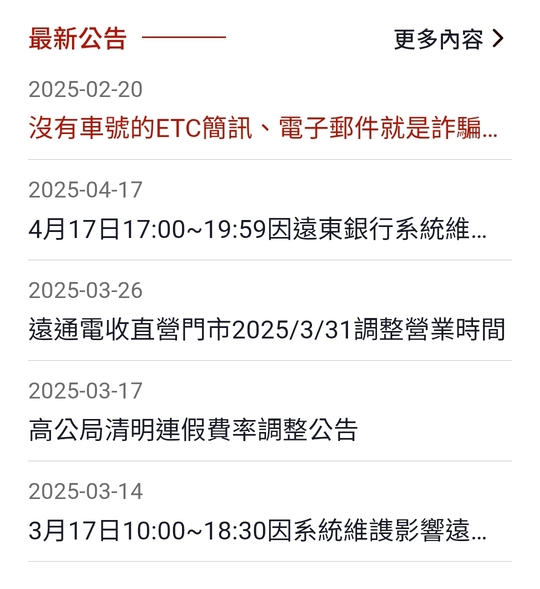 最新公告
更多內容
2025-02-20
沒有車號的ETC簡訊、電子郵件就是詐騙...
2025-04-17
4月17日17:00~19:59因遠東銀行系統維...
2025-03-26
遠通電收直營門市2025/3/31調整營業時間
2025-03-17
高公局清明連假費率調整公告
2025-03-14
3月17日10:00~18:30因系統維護影響遠...